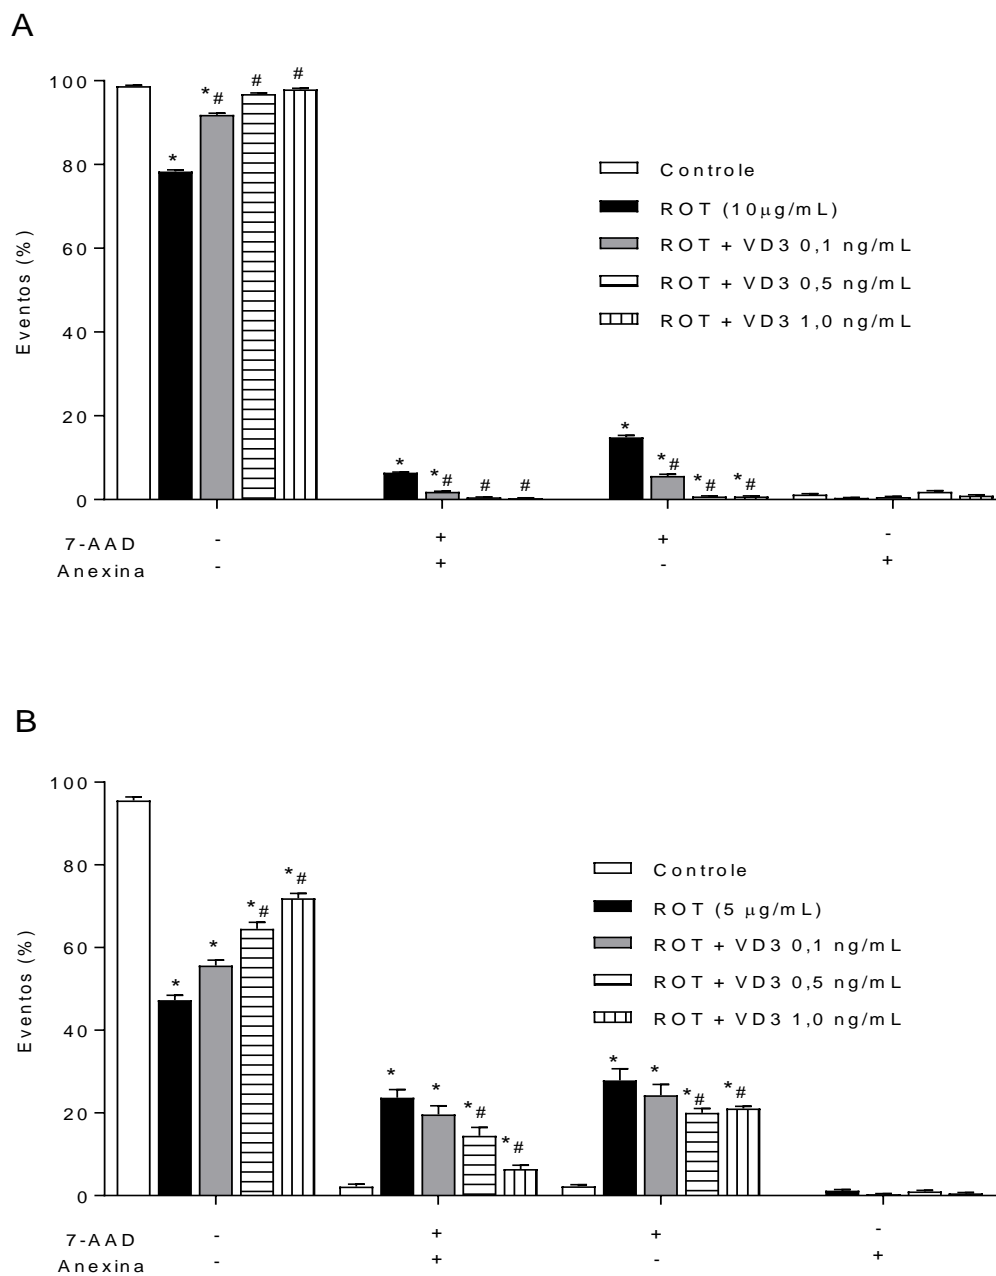 A
* # # #
*
100
80
60
40
20
0
Eventos (%)
Controle
ROT (10µg/mL)
ROT + VD3 0,1 ng/mL
ROT + VD3 0,5 ng/mL
ROT + VD3 1,0 ng/mL
* *# # #
* *# *# *#
7-AAD - + + -
Anexina - + - +
B
100
80
60
40
20
0
Eventos (%)
* * *# *#
Controle
ROT (5 µg/mL)
ROT + VD3 0,1 ng/mL
ROT + VD3 0,5 ng/mL
ROT + VD3 1,0 ng/mL
* * *# *#
* * *# *#
7-AAD - + + -
Anexina - + - +